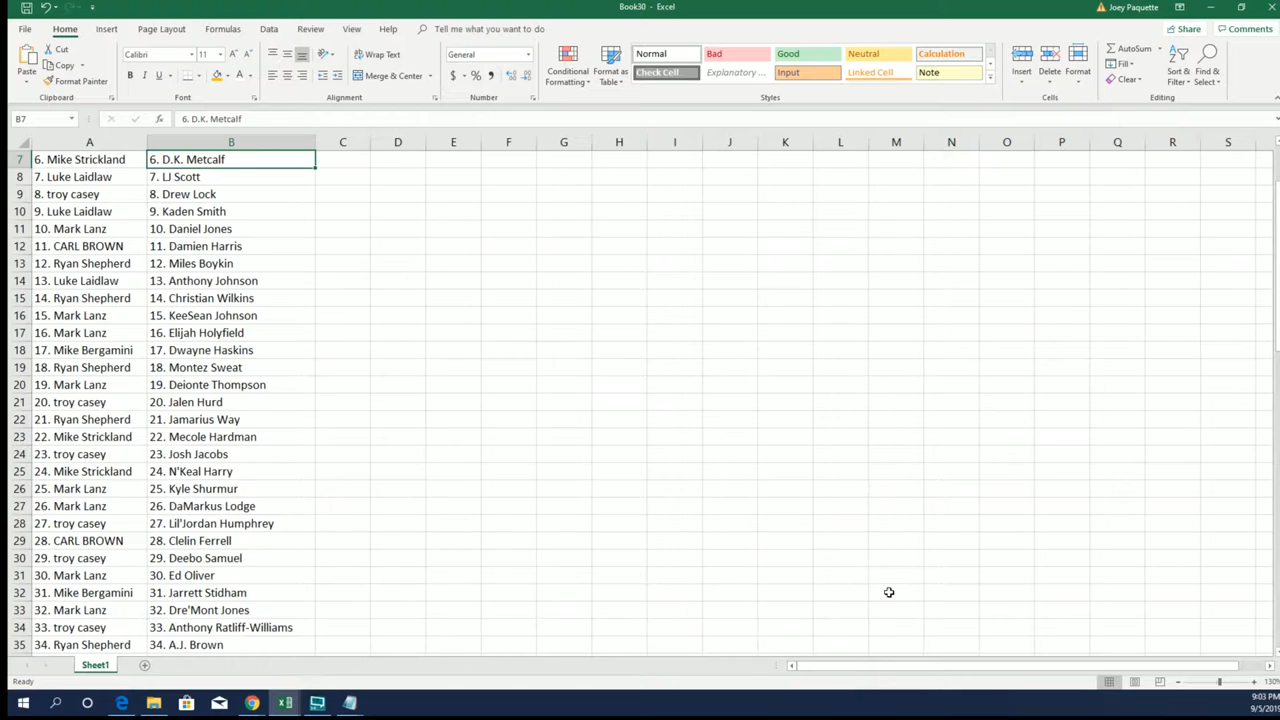 Book30 - Excel
Joey Paquette
File Home Insert Page Layout Formulas Data Review View Help Tell me what you want to do
Share Comments
Paste
Cut
Copy
Format Painter
Clipboard
Calibri 11
B I U
Font
Wrap Text
Merge & Center
Alignment
General
$ % ,
Number
Conditional Formatting
Format as Table
Normal Bad Good Neutral Calculation
Check Cell Explanatory ... Input Linked Cell Note
Styles
Insert Delete Format
Cells
AutoSum
Fill
Clear
Sort & Filter
Find & Select
Editing
B7 fx 6. D.K. Metcalf
A B C D E F G H I J K L M N O P Q R S
7 6. Mike Strickland 6. D.K. Metcalf
8 7. Luke Laidlaw 7. LJ Scott
9 8. troy casey 8. Drew Lock
10 9. Luke Laidlaw 9. Kaden Smith
11 10. Mark Lanz 10. Daniel Jones
12 11. CARL BROWN 11. Damien Harris
13 12. Ryan Shepherd 12. Miles Boykin
14 13. Luke Laidlaw 13. Anthony Johnson
15 14. Ryan Shepherd 14. Christian Wilkins
16 15. Mark Lanz 15. KeeSean Johnson
17 16. Mark Lanz 16. Elijah Holyfield
18 17. Mike Bergamini 17. Dwayne Haskins
19 18. Ryan Shepherd 18. Montez Sweat
20 19. Mark Lanz 19. Deionte Thompson
21 20. troy casey 20. Jalen Hurd
22 21. Ryan Shepherd 21. Jamarius Way
23 22. Mike Strickland 22. Mecole Hardman
24 23. troy casey 23. Josh Jacobs
25 24. Mike Strickland 24. N'Keal Harry
26 25. Mark Lanz 25. Kyle Shurmur
27 26. Mark Lanz 26. DaMarkus Lodge
28 27. troy casey 27. Lil'Jordan Humphrey
29 28. CARL BROWN 28. Clelin Ferrell
30 29. troy casey 29. Deebo Samuel
31 30. Mark Lanz 30. Ed Oliver
32 31. Mike Bergamini 31. Jarrett Stidham
33 32. Mark Lanz 32. Dre'Mont Jones
34 33. troy casey 33. Anthony Ratliff-Williams
35 34. Ryan Shepherd 34. A.J. Brown
Sheet1
Ready
130%
9:03 PM
9/5/2019